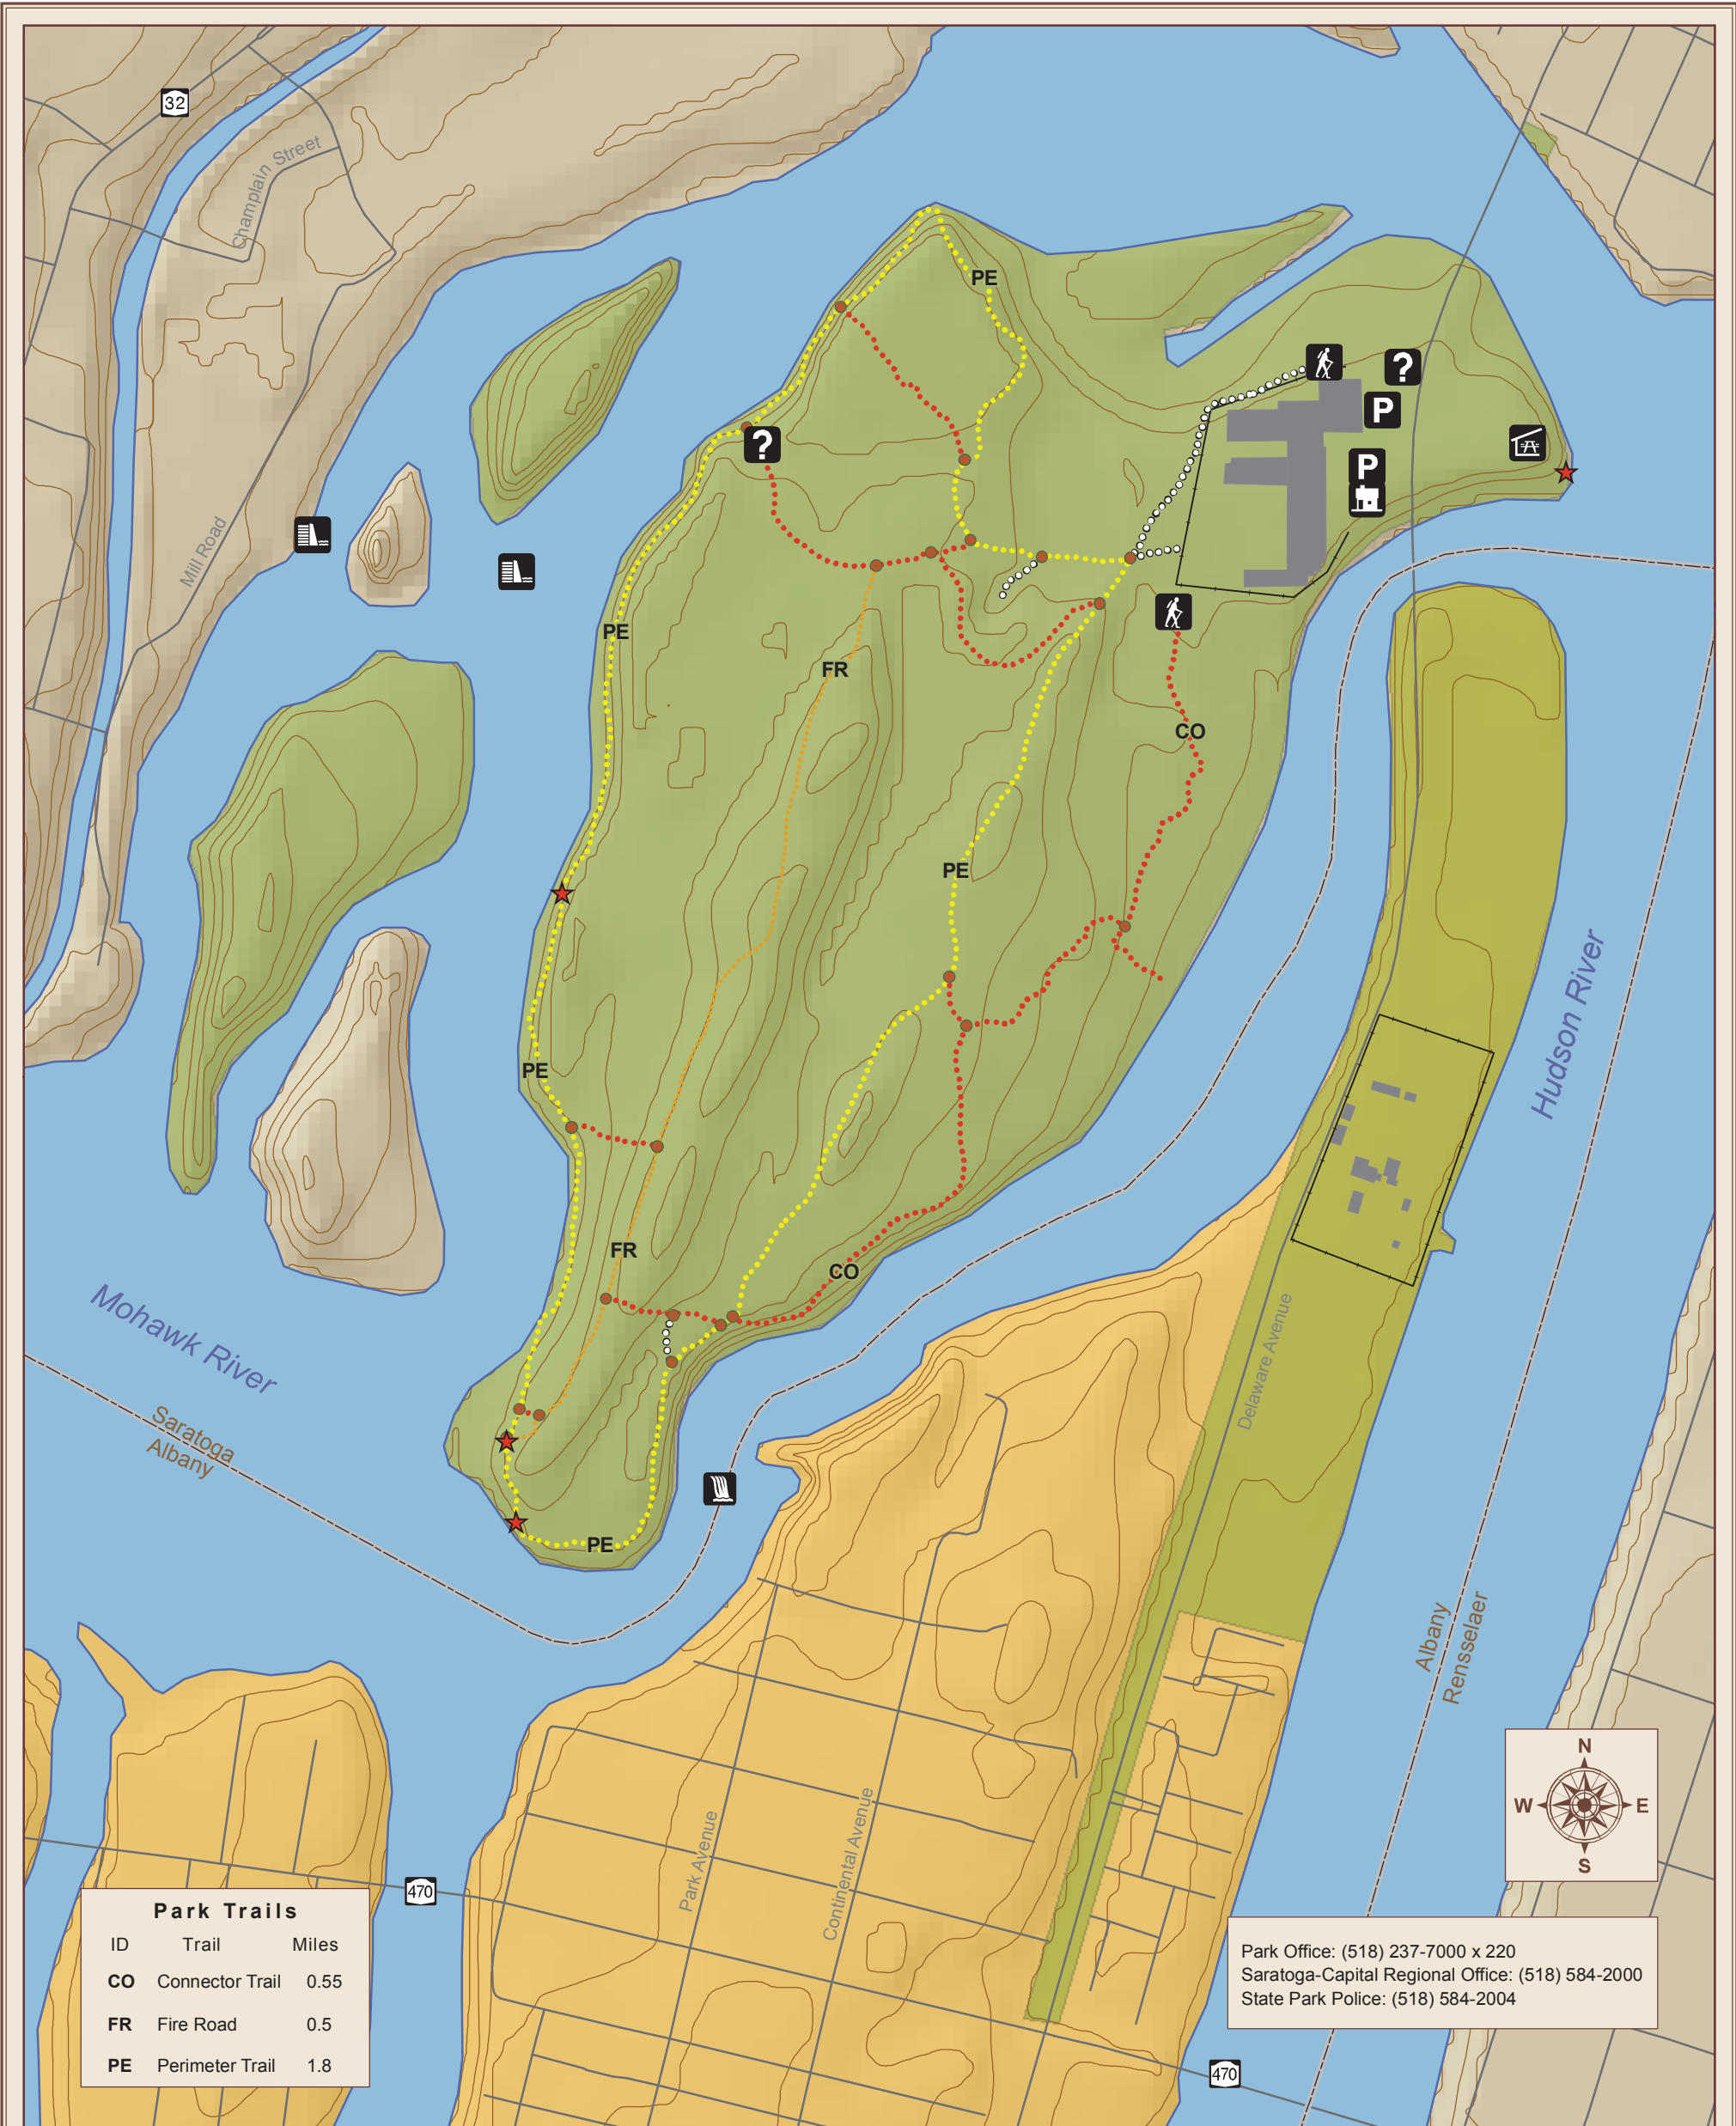 32
Champlain Street
PE
?
P
?
P
Mill Road
PE
FR
CO
PE
Hudson River
PE
FR
CO
Mohawk River
Delaware Avenue
Saratoga
Albany
PE
Albany
Rensselaer
N
W E
S
Park Avenue
Continental Avenue
470
Park Trails
ID Trail Miles
CO Connector Trail 0.55
FR Fire Road 0.5
PE Perimeter Trail 1.8
Park Office: (518) 237-7000 x 220
Saratoga-Capital Regional Office: (518) 584-2000
State Park Police: (518) 584-2004
470